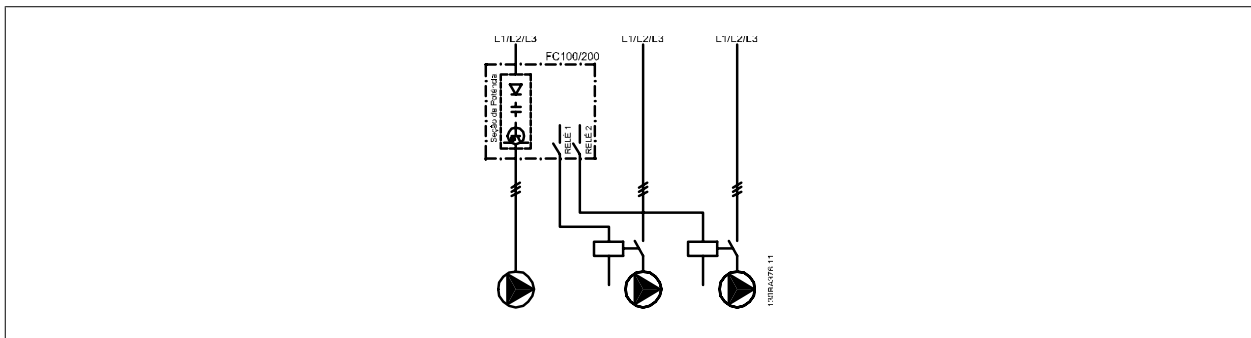 L1/L2/L3
L1/L2/L3
L1/L2/L3
FC100/200
Seção de Potência
RELÉ 1
RELÉ 2
130BA376.11